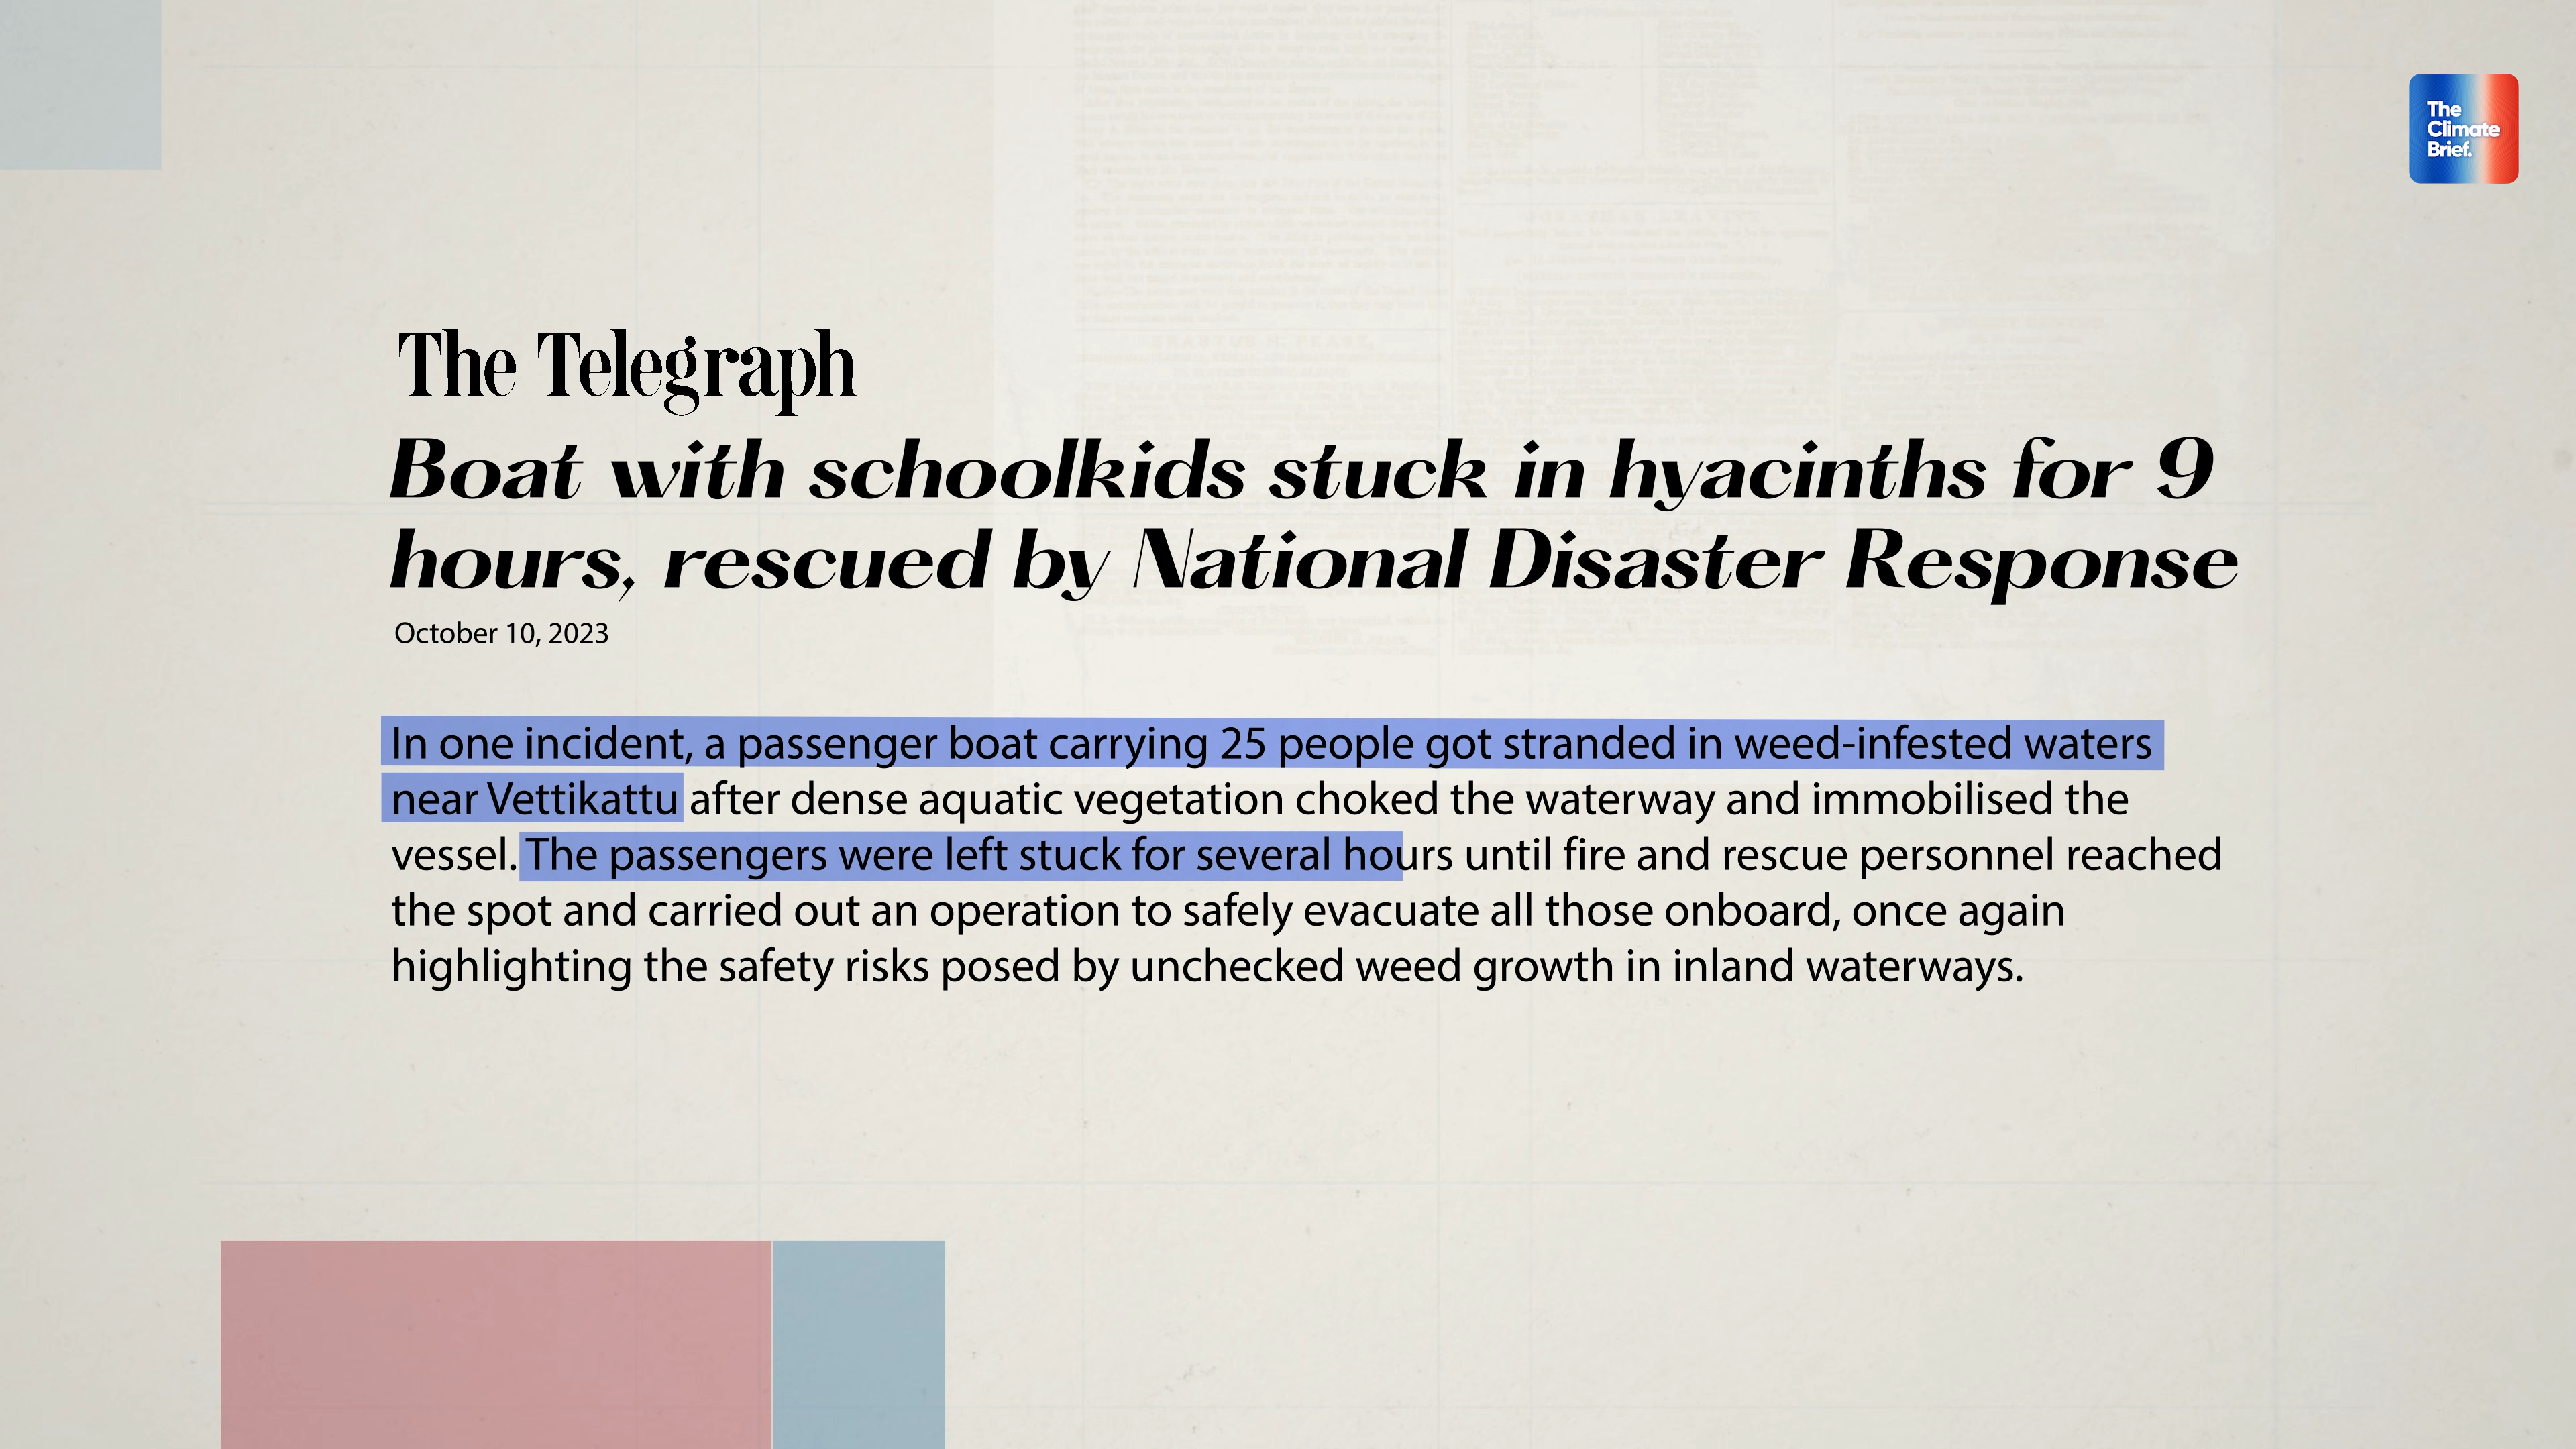 The
Climate
Brief.
The Telegraph
Boat with schoolkids stuck in hyacinths for 9
hours, rescued by National Disaster Response
October 10, 2023
In one incident, a passenger boat carrying 25 people got stranded in weed-infested waters
near Vettikattu after dense aquatic vegetation choked the waterway and immobilised the
vessel. The passengers were left stuck for several hours until fire and rescue personnel reached
the spot and carried out an operation to safely evacuate all those onboard, once again
highlighting the safety risks posed by unchecked weed growth in inland waterways.